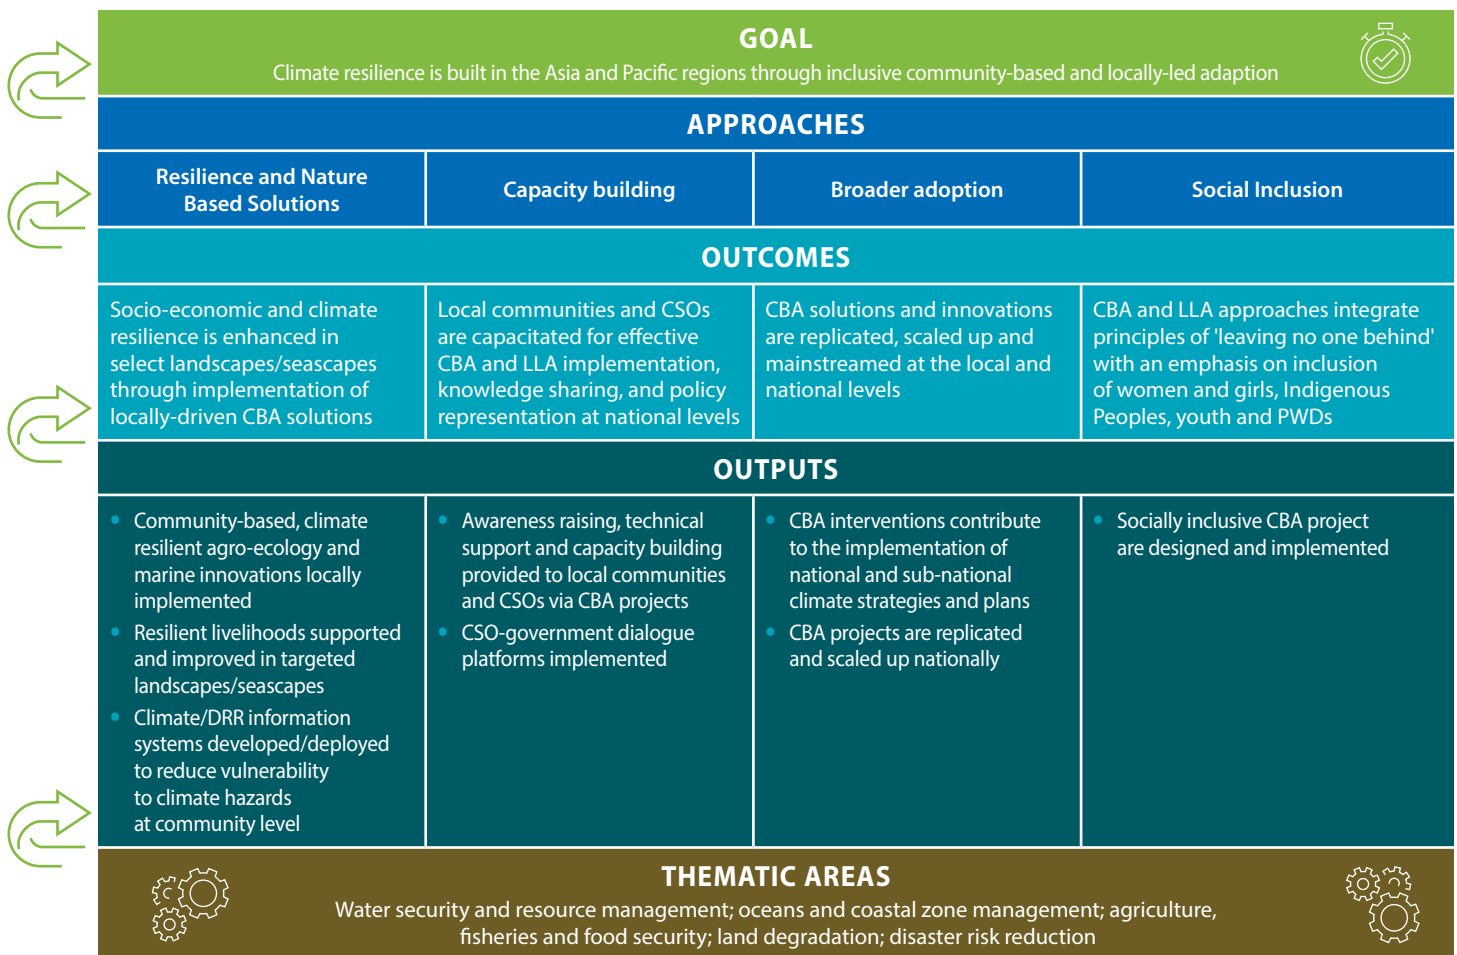 GOAL
Climate resilience is built in the Asia and Pacific regions through inclusive community-based and locally-led adaption
APPROACHES
Resilience and Nature
Based Solutions
Capacity building
Broader adoption
Social Inclusion
OUTCOMES
Socio-economic and climate
resilience is enhanced in
select landscapes/seascapes
through implementation of
locally-driven CBA solutions
Local communities and CSOs
are capacitated for effective
CBA and LLA implementation,
knowledge sharing, and policy
representation at national levels
CBA solutions and innovations
are replicated, scaled up and
mainstreamed at the local and
national levels
CBA and LLA approaches integrate
principles of 'leaving no one behind'
with an emphasis on inclusion
of women and girls, Indigenous
Peoples, youth and PWDs
OUTPUTS
• Community-based, climate
resilient agro-ecology and
marine innovations locally
implemented
• Resilient livelihoods supported
and improved in targeted
landscapes/seascapes
• Climate/DRR information
systems developed/deployed
to reduce vulnerability
to climate hazards
at community level
• Awareness raising, technical
support and capacity building
provided to local communities
and CSOs via CBA projects
• CSO-government dialogue
platforms implemented
• CBA interventions contribute
to the implementation of
national and sub-national
climate strategies and plans
• CBA projects are replicated
and scaled up nationally
• Socially inclusive CBA project
are designed and implemented
THEMATIC AREAS
Water security and resource management; oceans and coastal zone management; agriculture,
fisheries and food security; land degradation; disaster risk reduction